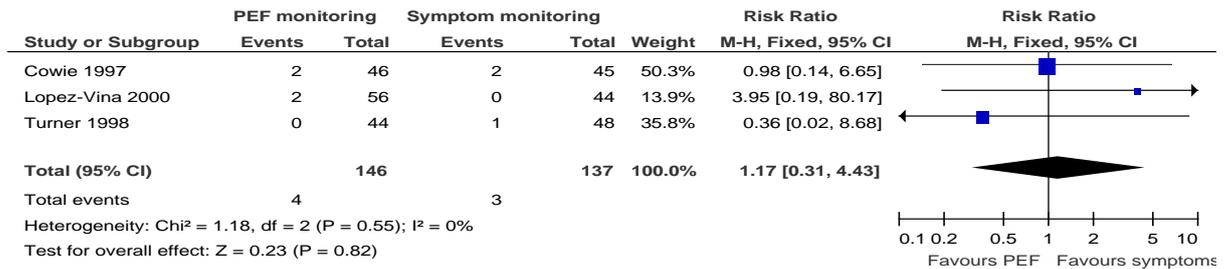 PEF monitoring Symptom monitoring Risk Ratio Risk Ratio
Study or Subgroup Events Total Events Total Weight M-H, Fixed, 95% CI M-H, Fixed, 95% CI
Cowie 1997 2 46 2 45 50.3% 0.98 [0.14, 6.65]
Lopez-Vina 2000 2 56 0 44 13.9% 3.95 [0.19, 80.17]
Turner 1998 0 44 1 48 35.8% 0.36 [0.02, 8.68]
Total (95% CI) 146 137 100.0% 1.17 [0.31, 4.43]
Total events 4 3
Heterogeneity: Chi² = 1.18, df = 2 (P = 0.55); I² = 0%
Test for overall effect: Z = 0.23 (P = 0.82)
0.1 0.2 0.5 1 2 5 10
Favours PEF Favours symptoms